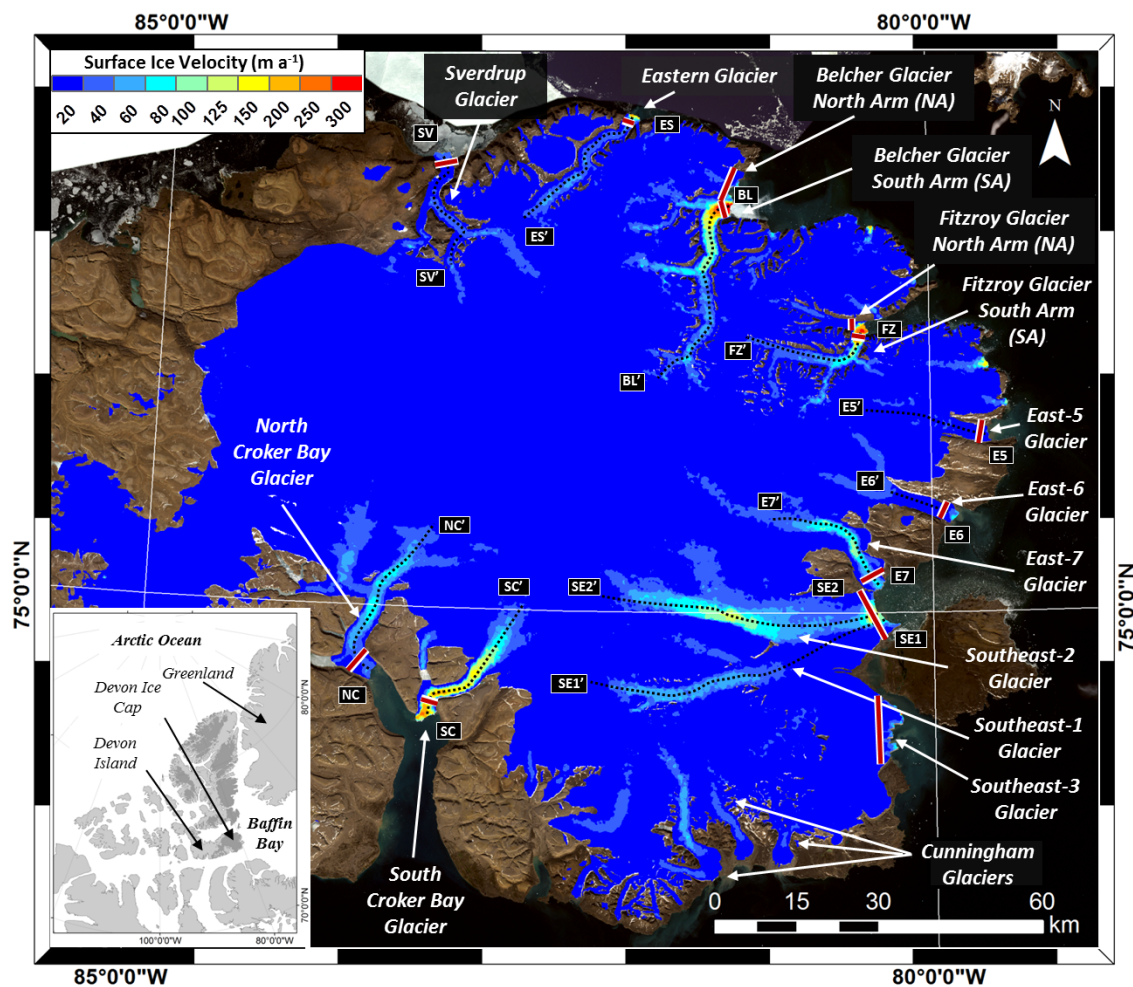 85°0'0"W
80°0'0"W
Surface Ice Velocity (m a⁻¹)
20 40 60 80 100 125 150 200 250 300
Sverdrup
Glacier
Eastern Glacier
Belcher Glacier
North Arm (NA)
N
SV
ES
Belcher Glacier
South Arm (SA)
BL
Fitzroy Glacier
North Arm (NA)
ES'
SV'
Fitzroy Glacier
South Arm
(SA)
FZ
FZ'
BL'
E5'
East-5
Glacier
E5
North
Croker Bay
Glacier
E6'
East-6
Glacier
E7'
E6
NC'
East-7
Glacier
E7
SC'
SE2'
SE2
75°0'0"N
75°0'0"N
SE1
Southeast-2
Glacier
SE1'
NC
SC
Southeast-1
Glacier
Southeast-3
Glacier
Arctic Ocean
Greenland
Devon Ice
Cap
80°0'0"N
Devon
Island
Baffin
Bay
70°0'0"N
100°0'0"W
80°0'0"W
South
Croker Bay
Glacier
Cunningham
Glaciers
0 15 30 60
km
85°0'0"W
80°0'0"W